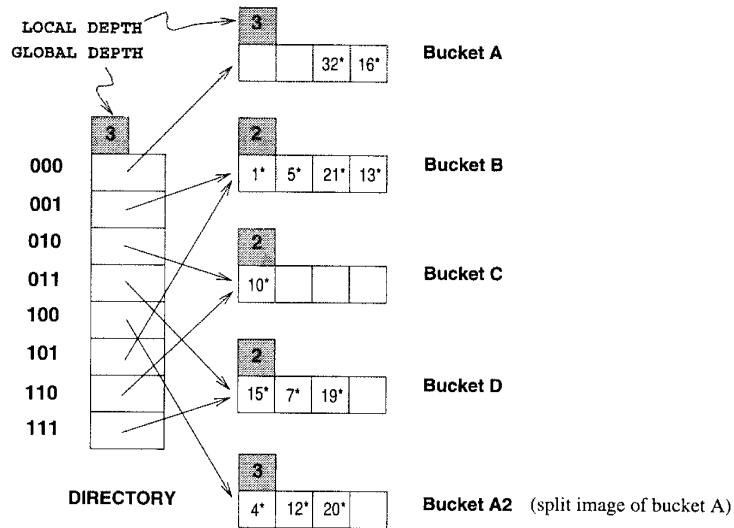 LOCAL DEPTH
GLOBAL DEPTH
3
32* 16*
Bucket A
3
000
001
010
011
100
101
110
111
DIRECTORY
2
1* 5* 21* 13*
Bucket B
2
10*
Bucket C
2
15* 7* 19*
Bucket D
3
4* 12* 20*
Bucket A2 (split image of bucket A)